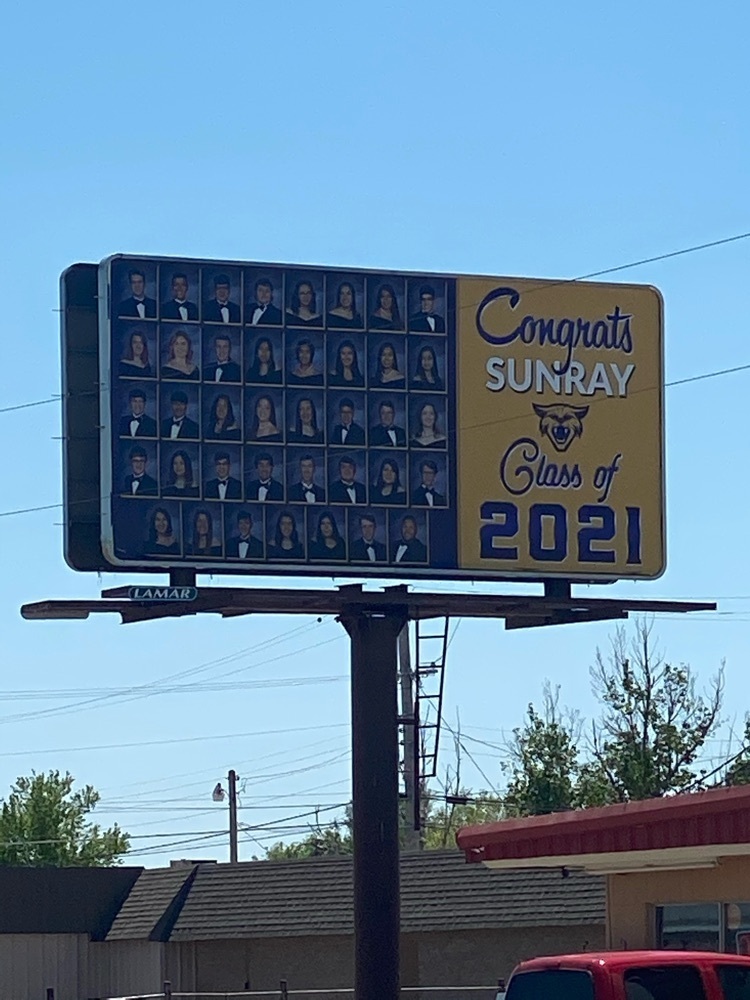 Congrats
SUNRAY
Class of
2021
LAMAR